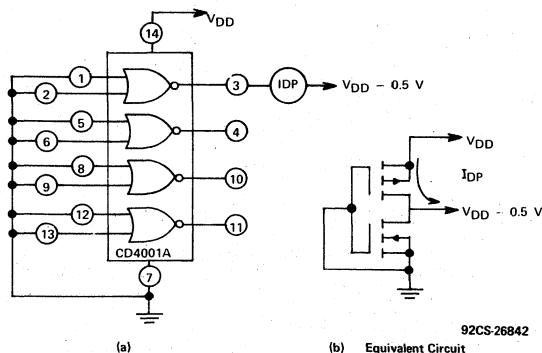 VDD
14
1
2
3
IDP
VDD – 0.5 V
5
6
4
8
9
10
12
13
11
CD4001A
7
VDD
IDP
VDD – 0.5 V
92CS-26842
(a)
(b) Equivalent Circuit